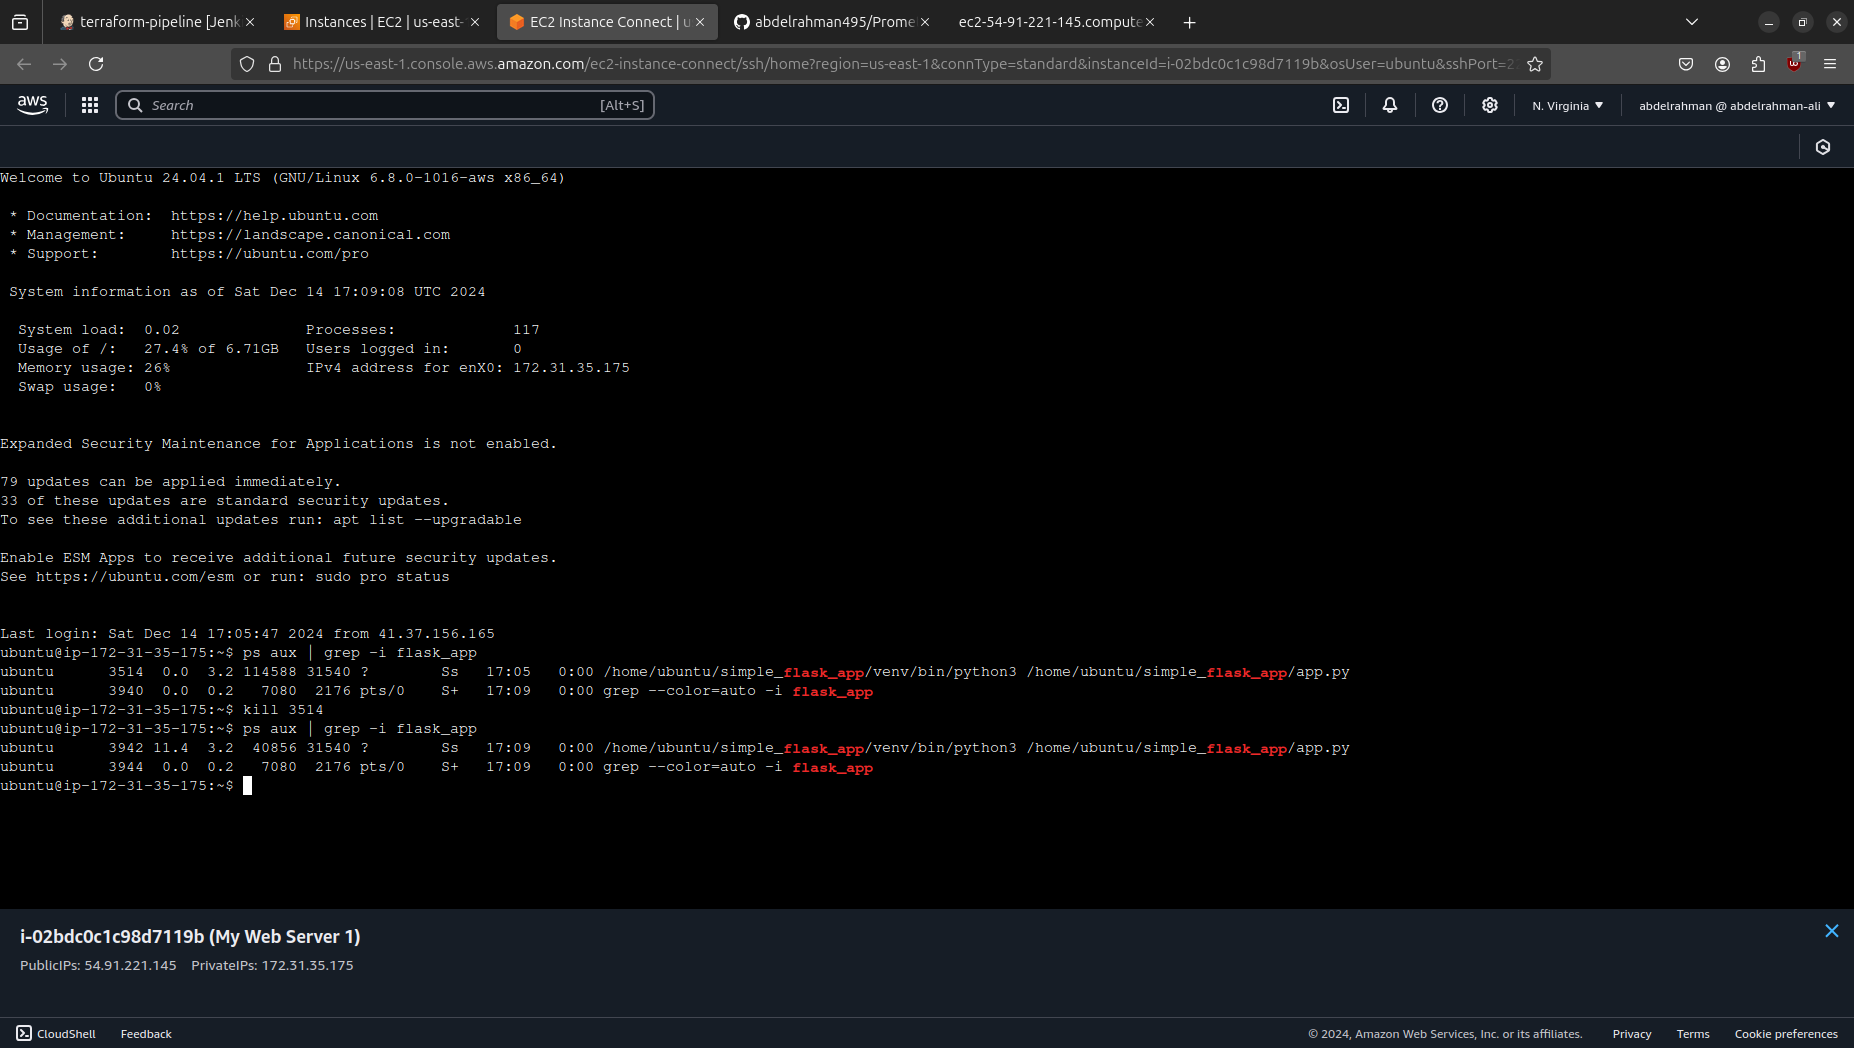 terraform-pipeline [Jenk
Instances | EC2 | us-east-
EC2 Instance Connect | u
abdelrahman495/Prome
ec2-54-91-221-145.compute
https://us-east-1.console.aws.amazon.com/ec2-instance-connect/ssh/home?region=us-east-1&connType=standard&instanceId=i-02bdc0c1c98d7119b&osUser=ubuntu&sshPort=22
1
aws
Search
[Alt+S]
N. Virginia
abdelrahman @ abdelrahman-ali
Welcome to Ubuntu 24.04.1 LTS (GNU/Linux 6.8.0-1016-aws x86_64)
* Documentation:  https://help.ubuntu.com
* Management:     https://landscape.canonical.com
* Support:        https://ubuntu.com/pro
System information as of Sat Dec 14 17:09:08 UTC 2024
System load:  0.02              Processes:             117
Usage of /:   27.4% of 6.71GB   Users logged in:       0
Memory usage: 26%               IPv4 address for enX0: 172.31.35.175
Swap usage:   0%
Expanded Security Maintenance for Applications is not enabled.
79 updates can be applied immediately.
33 of these updates are standard security updates.
To see these additional updates run: apt list --upgradable
Enable ESM Apps to receive additional future security updates.
See https://ubuntu.com/esm or run: sudo pro status
Last login: Sat Dec 14 17:05:47 2024 from 41.37.156.165
ubuntu@ip-172-31-35-175:~$ ps aux | grep -i flask_app
ubuntu      3514  0.0  3.2 114588 31540 ?        Ss   17:05   0:00 /home/ubuntu/simple_flask_app/venv/bin/python3 /home/ubuntu/simple_flask_app/app.py
ubuntu      3940  0.0  0.2   7080  2176 pts/0    S+   17:09   0:00 grep --color=auto -i flask_app
ubuntu@ip-172-31-35-175:~$ kill 3514
ubuntu@ip-172-31-35-175:~$ ps aux | grep -i flask_app
ubuntu      3942 11.4  3.2  40856 31540 ?        Ss   17:09   0:00 /home/ubuntu/simple_flask_app/venv/bin/python3 /home/ubuntu/simple_flask_app/app.py
ubuntu      3944  0.0  0.2   7080  2176 pts/0    S+   17:09   0:00 grep --color=auto -i flask_app
ubuntu@ip-172-31-35-175:~$
i-02bdc0c1c98d7119b (My Web Server 1)
PublicIPs: 54.91.221.145    PrivateIPs: 172.31.35.175
CloudShell    Feedback    © 2024, Amazon Web Services, Inc. or its affiliates.    Privacy    Terms    Cookie preferences